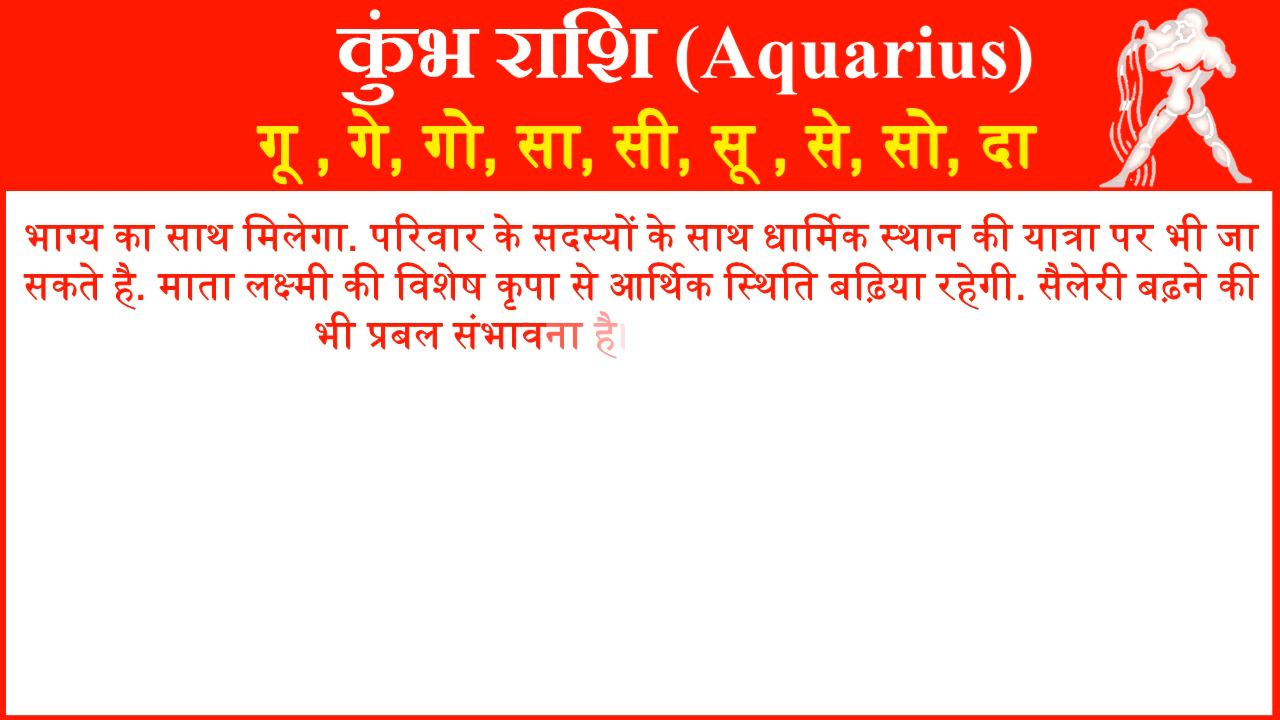 कुंभ राशि (Aquarius)
गू , गे, गो, सा, सी, सू , से, सो, दा
भाग्य का साथ मिलेगा. परिवार के सदस्यों के साथ धार्मिक स्थान की यात्रा पर भी जा
सकते है. माता लक्ष्मी की विशेष कृपा से आर्थिक स्थिति बढ़िया रहेगी. सैलेरी बढ़ने की
भी प्रबल संभावना है।